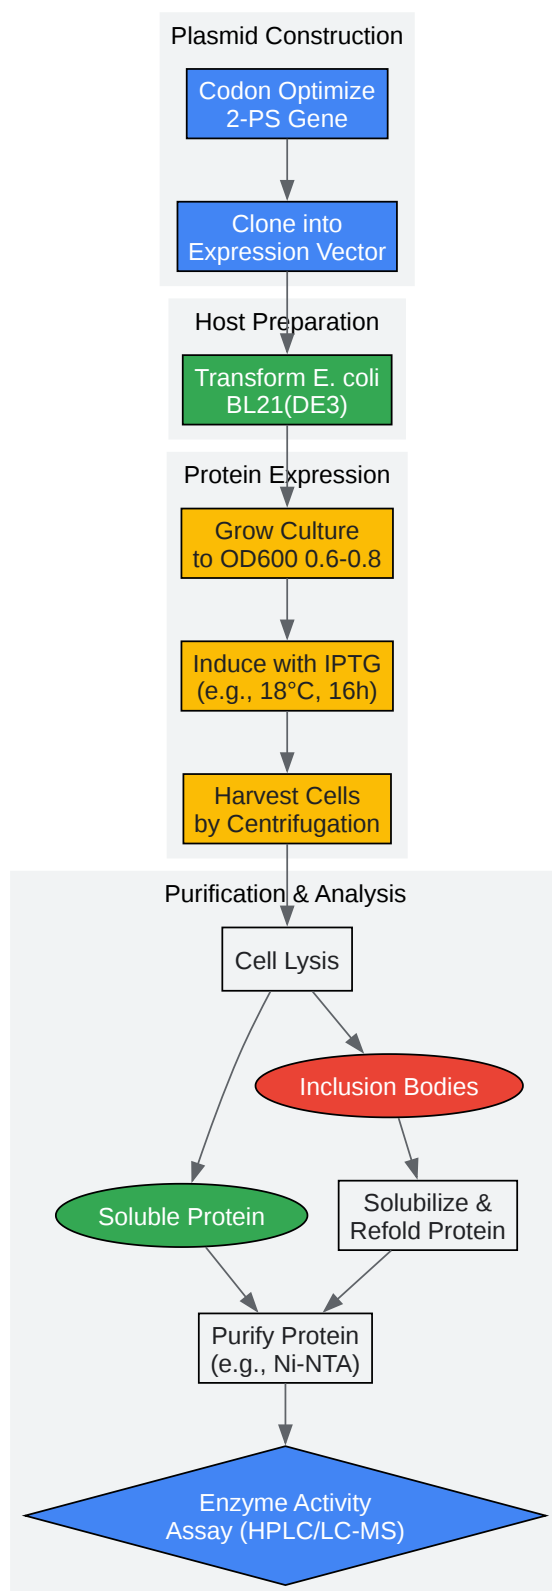 Plasmid Construction
Codon Optimize
2-PS Gene
Clone into
Expression Vector
Host Preparation
Transform E. coli
BL21(DE3)
Protein Expression
Grow Culture
to OD600 0.6-0.8
Induce with IPTG
(e.g., 18°C, 16h)
Harvest Cells
by Centrifugation
Purification & Analysis
Cell Lysis
Inclusion Bodies
Soluble Protein
Solubilize &
Refold Protein
Purify Protein
(e.g., Ni-NTA)
Enzyme Activity
Assay (HPLC/LC-MS)